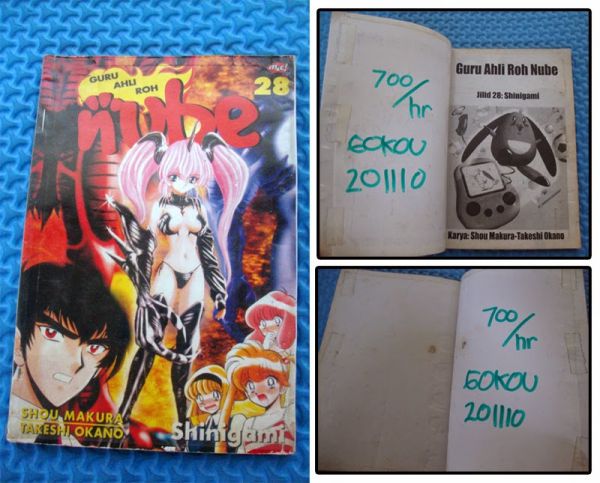 m&c!
GURU
AHLI
ROH
28
nube
SHOU MAKURA
TAKESHI OKANO
Shinigami
700/
hr
GOKOU
201110
Guru Ahli Roh Nube
Jilid 28: Shinigami
Karya: Shou Makura-Takeshi Okano
700/
hr
GOKOU
201110